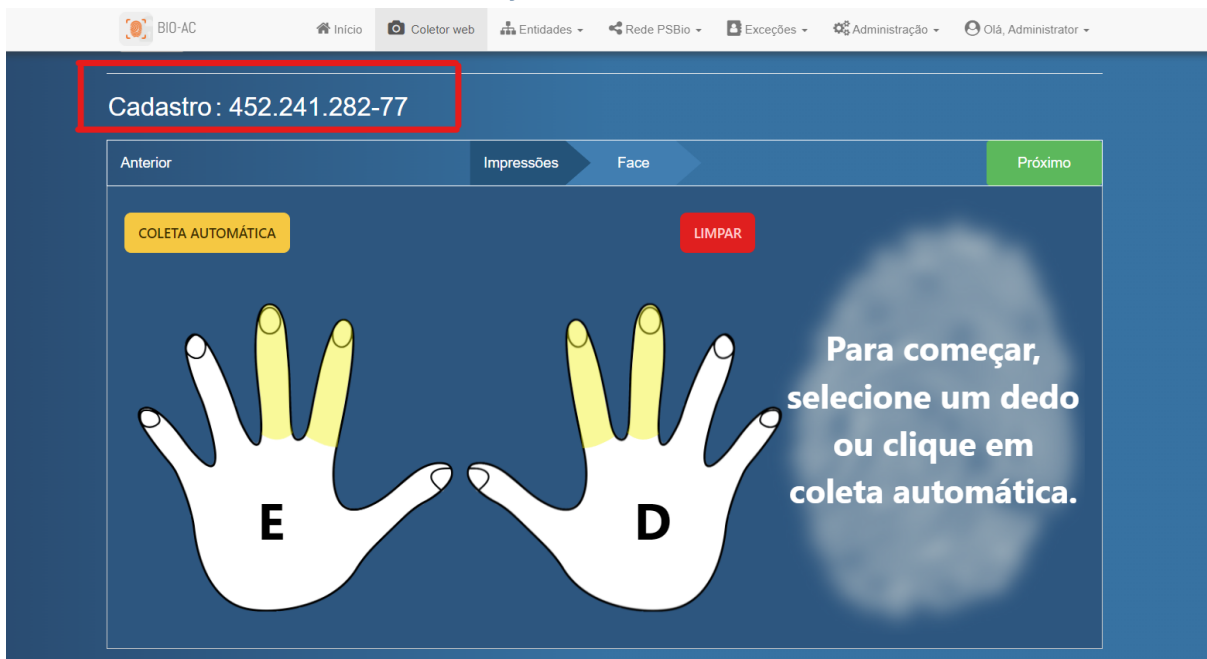 BIO-AC Início Coletor web Entidades Rede PSBio Exceções Administração Olá, Administrator
Cadastro : 452.241.282-77
Anterior Impressões Face Próximo
COLETA AUTOMÁTICA LIMPAR
Para começar,
selecione um dedo
ou clique em
coleta automática.
E D